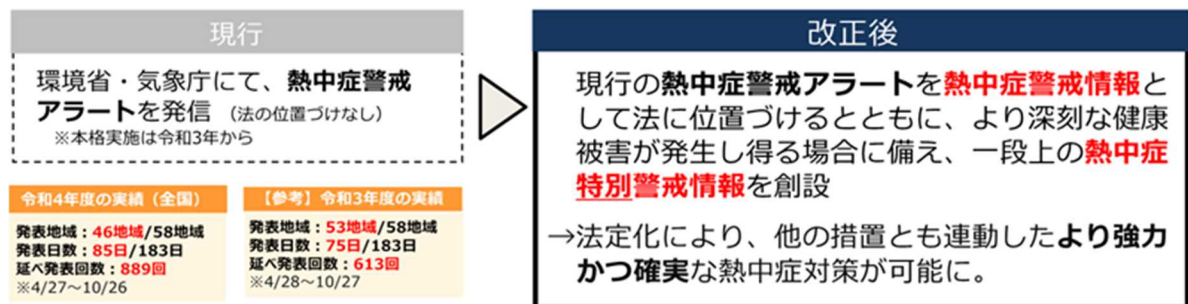 現行
環境省・気象庁にて、熱中症警戒
アラートを発信 (法の位置づけなし)
※本格実施は令和3年から
令和4年度の実績（全国）
発表地域：46地域/58地域
発表日数：85日/183日
延べ発表回数：889回
※4/27～10/26
【参考】令和3年度の実績
発表地域：53地域/58地域
発表日数：75日/183日
延べ発表回数：613回
※4/28～10/27
改正後
現行の熱中症警戒アラートを熱中症警戒情報と
して法に位置づけるとともに、より深刻な健康
被害が発生し得る場合に備え、一段上の熱中症
特別警戒情報を創設
→法定化により、他の措置とも連動したより強力
かつ確実な熱中症対策が可能に。